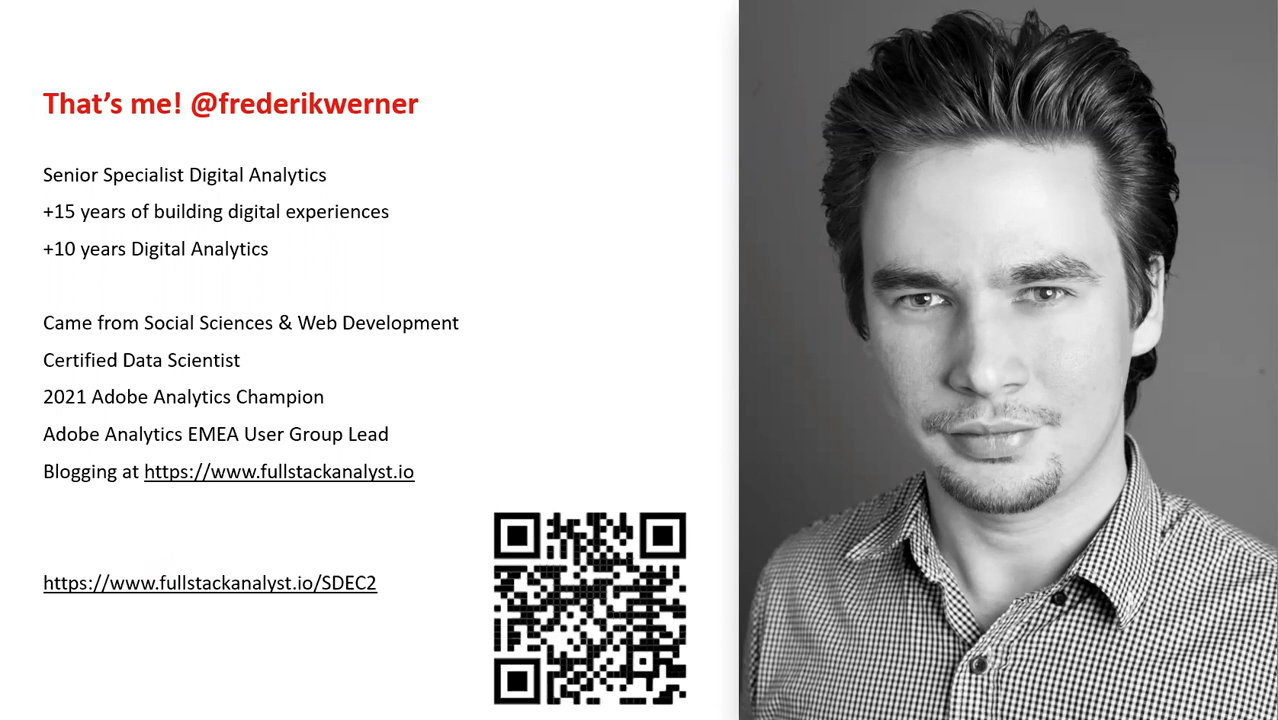 That’s me! @frederikwerner
Senior Specialist Digital Analytics
+15 years of building digital experiences
+10 years Digital Analytics
Came from Social Sciences & Web Development
Certified Data Scientist
2021 Adobe Analytics Champion
Adobe Analytics EMEA User Group Lead
Blogging at https://www.fullstackanalyst.io
https://www.fullstackanalyst.io/SDEC2